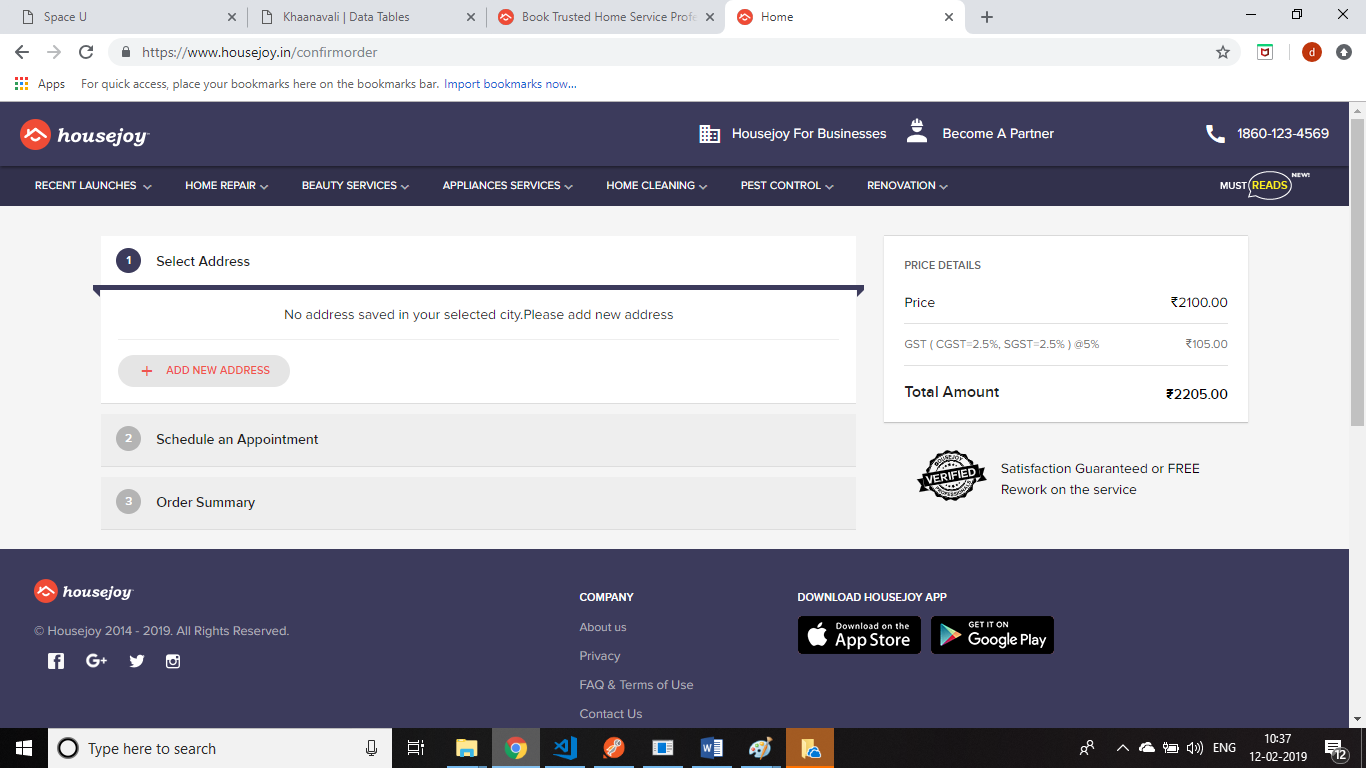 Space U
Khaanavali | Data Tables
Book Trusted Home Service Profe
Home
https://www.housejoy.in/confirmorder
d
Apps For quick access, place your bookmarks here on the bookmarks bar. Import bookmarks now...
housejoy
Housejoy For Businesses
Become A Partner
1860-123-4569
RECENT LAUNCHES HOME REPAIR BEAUTY SERVICES APPLIANCES SERVICES HOME CLEANING PEST CONTROL RENOVATION MUST READS NEW!
1 Select Address
No address saved in your selected city.Please add new address
+ ADD NEW ADDRESS
2 Schedule an Appointment
3 Order Summary
PRICE DETAILS
Price ₹2100.00
GST ( CGST=2.5%, SGST=2.5% ) @5% ₹105.00
Total Amount ₹2205.00
HOUSEJOY
VERIFIED
PROFESSIONALS
Satisfaction Guaranteed or FREE
Rework on the service
housejoy
© Housejoy 2014 - 2019. All Rights Reserved.
G+
COMPANY
About us
Privacy
FAQ & Terms of Use
Contact Us
DOWNLOAD HOUSEJOY APP
Download on the
App Store
GET IT ON
Google Play
Type here to search
ENG
10:37
12-02-2019
12